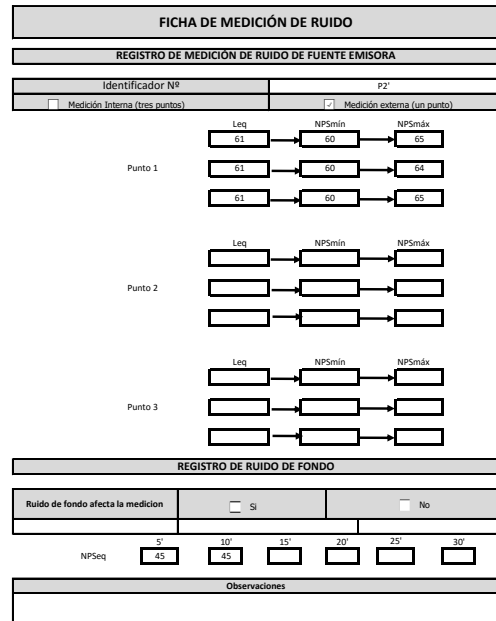 FICHA DE MEDICIÓN DE RUIDO
REGISTRO DE MEDICIÓN DE RUIDO DE FUENTE EMISORA
Identificador Nº P2'
Medición Interna (tres puntos) Medición externa (un punto)
Leq NPSmín NPSmáx
61 60 65
Punto 1 61 60 64
61 60 65
Leq NPSmín NPSmáx
Punto 2
Leq NPSmín NPSmáx
Punto 3
REGISTRO DE RUIDO DE FONDO
Ruido de fondo afecta la medicion Si No
5' 10' 15' 20' 25' 30'
NPSeq 45 45
Observaciones